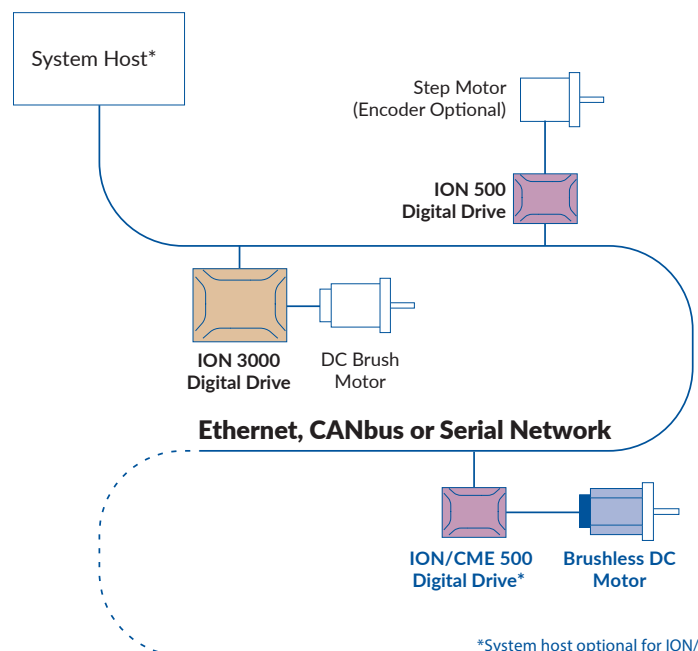 System Host*
Step Motor
(Encoder Optional)
ION 500
Digital Drive
ION 3000
Digital Drive
DC Brush
Motor
Ethernet, CANbus or Serial Network
ION/CME 500
Digital Drive*
Brushless DC
Motor
*System host optional for ION/